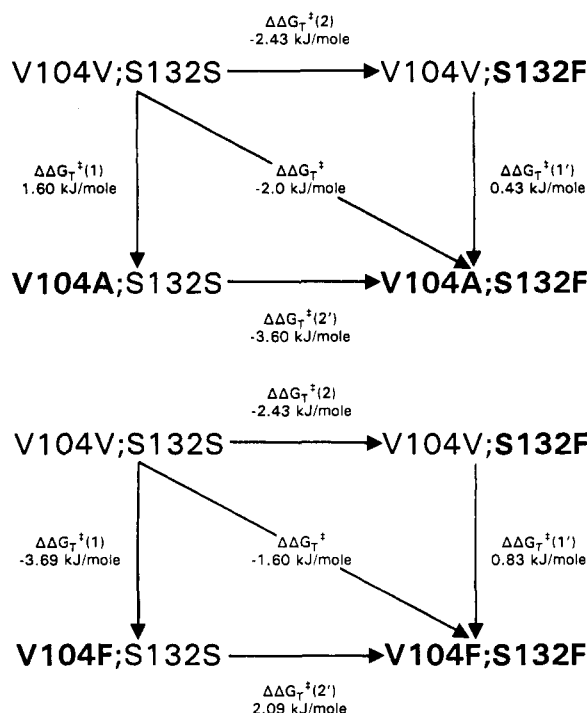 ΔΔG_T‡(2)
-2.43 kJ/mole
V104V;S132S V104V;S132F
ΔΔG_T‡(1) ΔΔG_T‡ ΔΔG_T‡(1')
1.60 kJ/mole -2.0 kJ/mole 0.43 kJ/mole
V104A;S132S V104A;S132F
ΔΔG_T‡(2')
-3.60 kJ/mole
ΔΔG_T‡(2)
-2.43 kJ/mole
V104V;S132S V104V;S132F
ΔΔG_T‡(1) ΔΔG_T‡ ΔΔG_T‡(1')
-3.69 kJ/mole -1.60 kJ/mole 0.83 kJ/mole
V104F;S132S V104F;S132F
ΔΔG_T‡(2')
2.09 kJ/mole